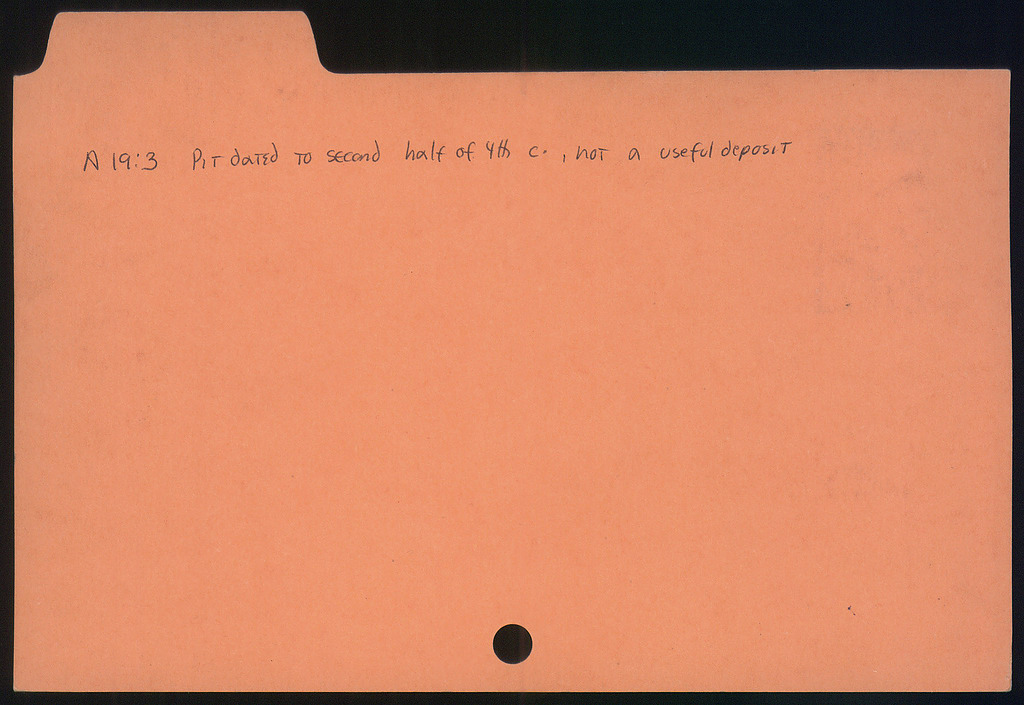 A 19:3 Pit dated to second half of 4th c. , not a useful deposit